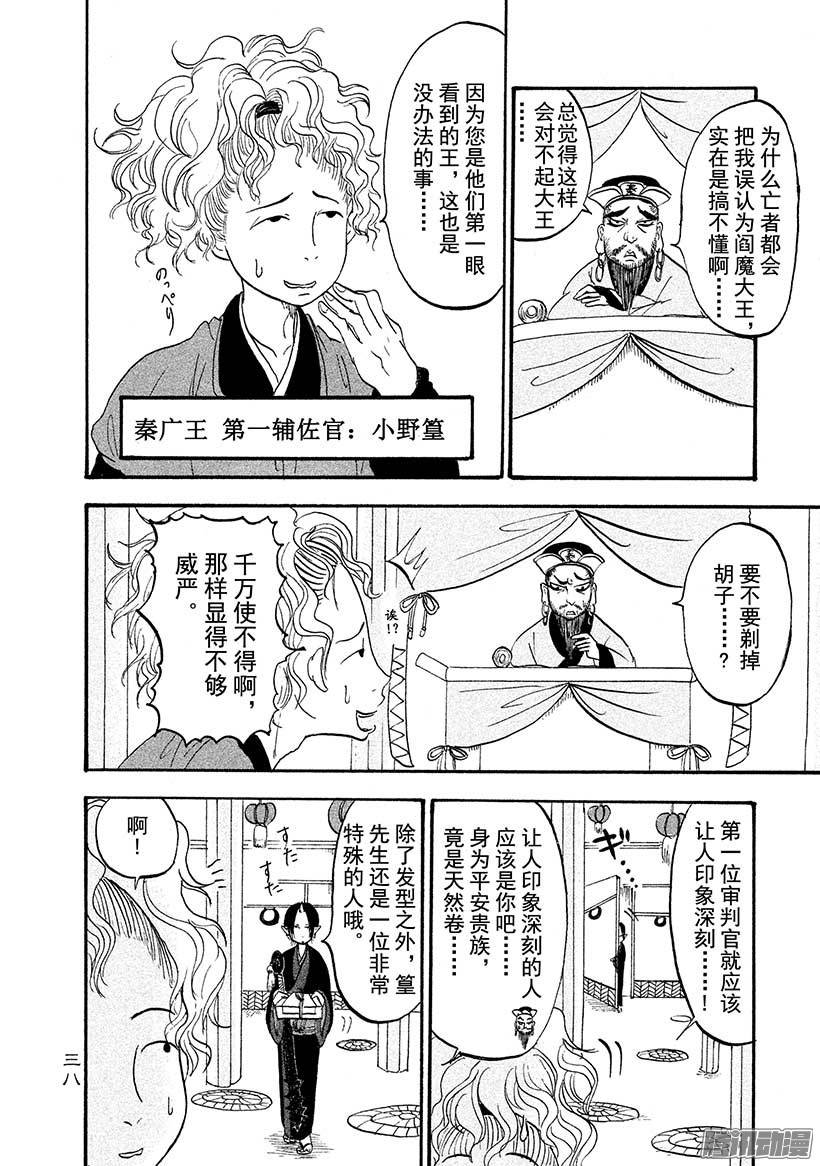 为什么亡者都会
把我误认为阎魔大王，
实在是搞不懂啊……
总觉得这样
会对不起大王
……
因为您是他们第一眼
看到的王，这也是
没办法的事……
のっぺり
秦广王 第一辅佐官：小野篁
要不要剃掉
胡子……？
诶!?
千万使不得啊，
那样显得不够
威严。
第一位审判官就应该
让人印象深刻……！
ギ…
让人印象深刻的人
应该是你吧……
身为平安贵族，
竟是天然卷……
除了发型之外，篁
先生还是一位非常
特殊的人哦。
すた
すた
啊！
三八
腾讯动漫